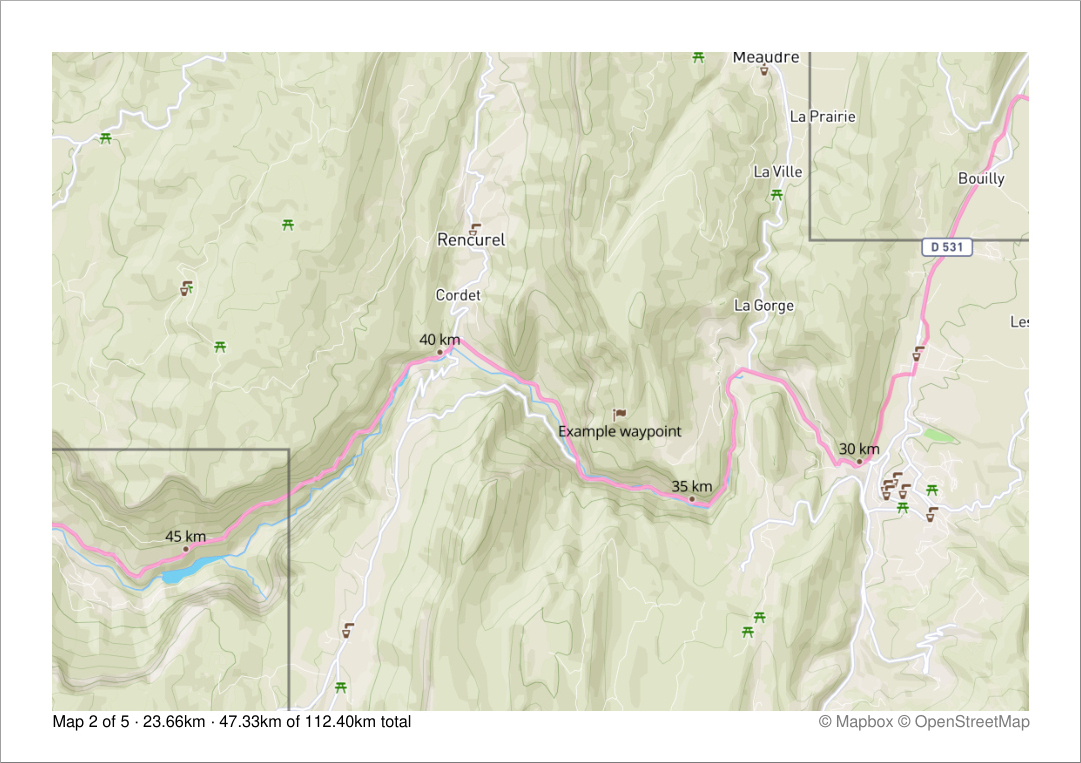 Meaudre
La Prairie
La Ville
Bouilly
Rencurel
D 531
Cordet
La Gorge
Les
40 km
Example waypoint
30 km
35 km
45 km
Map 2 of 5 · 23.66km · 47.33km of 112.40km total
© Mapbox © OpenStreetMap